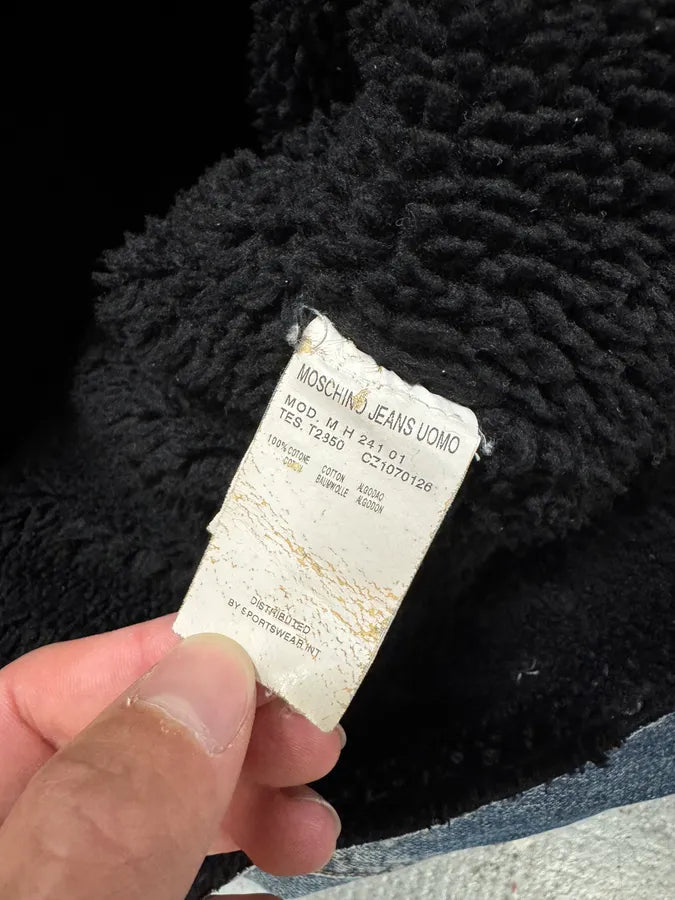 MOSCHINO JEANS UOMO
MOD. M H 241 01
TES. T2850 CZ1070126
100% COTONE COTTON ALGODAO
COTON BAUMWOLLE ALGODON
DISTRIBUTED
BY SPORTSWEAR.INT